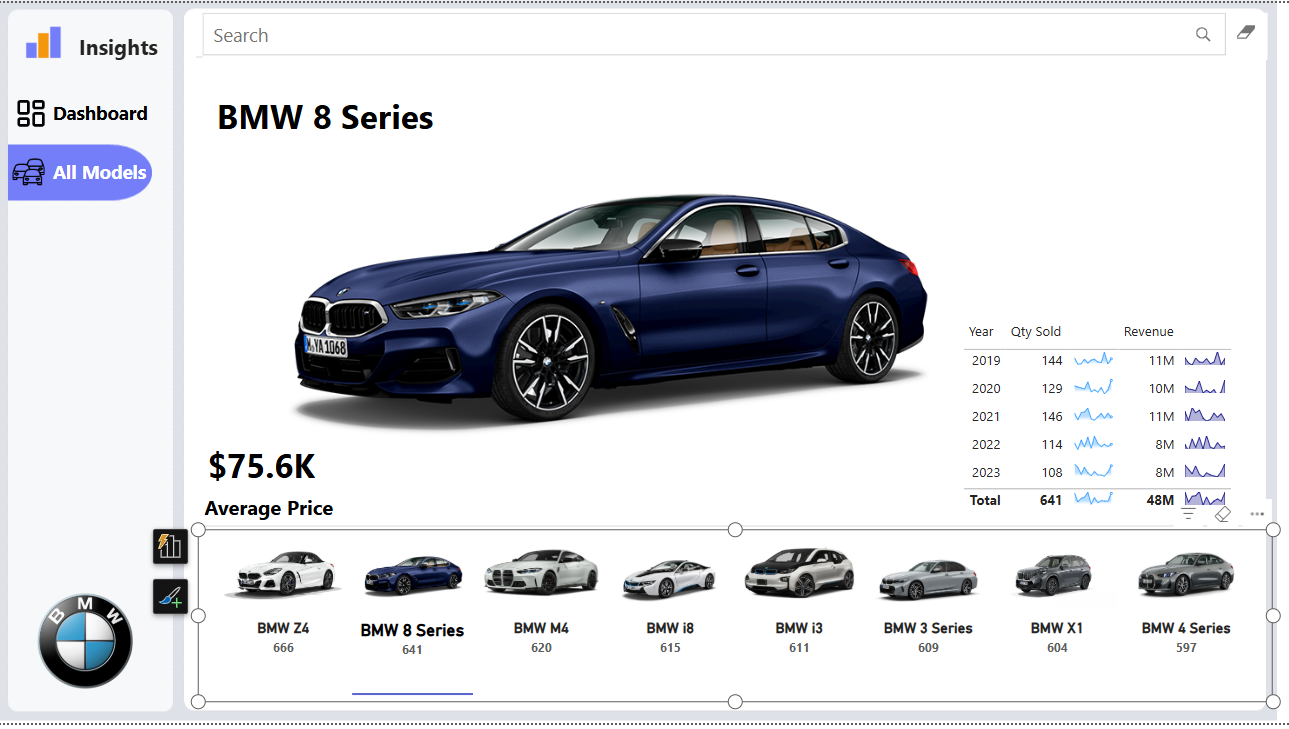 Insights
Search
Dashboard
All Models
BMW 8 Series
M YA 1068
Year Qty Sold Revenue
2019 144 11M
2020 129 10M
2021 146 11M
2022 114 8M
2023 108 8M
Total 641 48M
$75.6K
Average Price
BMW Z4 BMW 8 Series BMW M4 BMW i8 BMW i3 BMW 3 Series BMW X1 BMW 4 Series
666 641 620 615 611 609 604 597
BMW